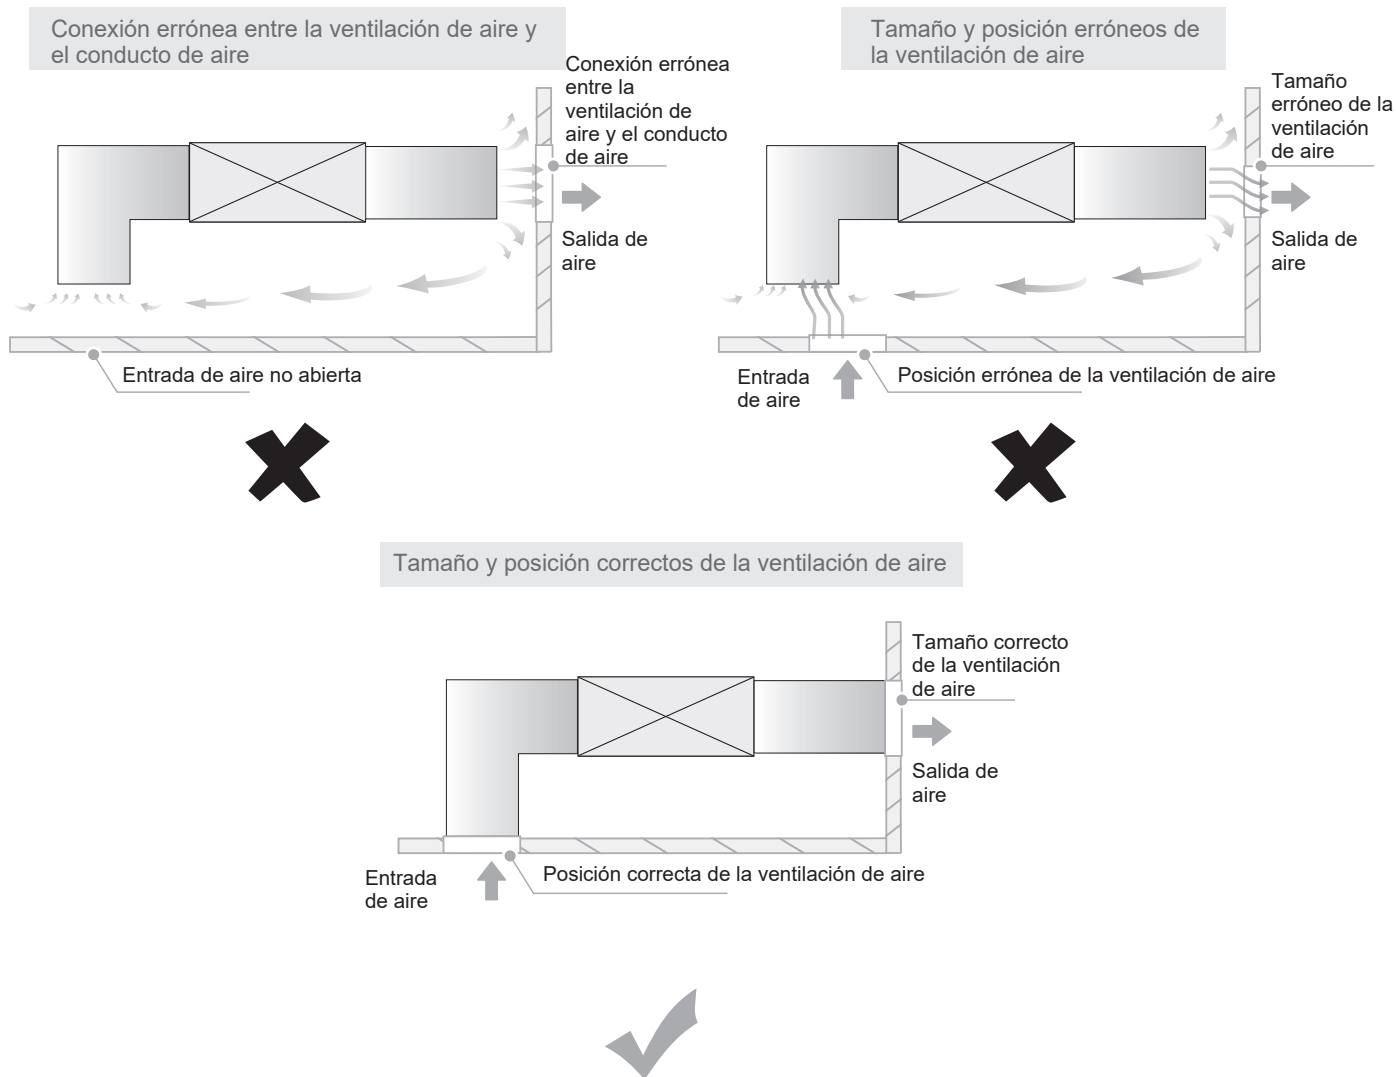 Conexión errónea entre la ventilación de aire y
el conducto de aire
Conexión errónea
entre la
ventilación de
aire y el conducto
de aire
Salida de
aire
Entrada de aire no abierta
Tamaño y posición erróneos de
la ventilación de aire
Tamaño
erróneo de la
ventilación
de aire
Salida de
aire
Entrada
de aire
Posición errónea de la ventilación de aire
Tamaño y posición correctos de la ventilación de aire
Tamaño correcto
de la ventilación
de aire
Salida de
aire
Entrada
de aire
Posición correcta de la ventilación de aire